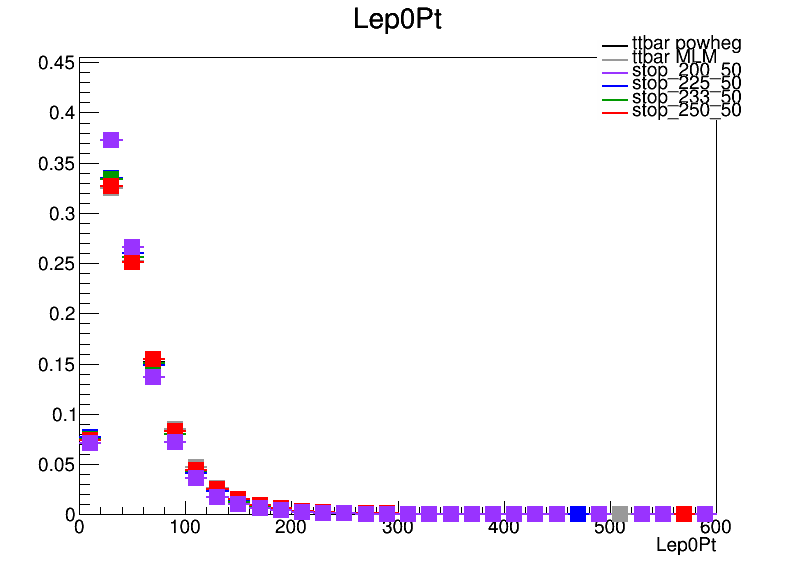 Lep0Pt
ttbar powheg
ttbar MLM
stop_200_50
stop_225_50
stop_233_50
stop_250_50
0.45
0.4
0.35
0.3
0.25
0.2
0.15
0.1
0.05
0
0 100 200 300 400 500 600
Lep0Pt